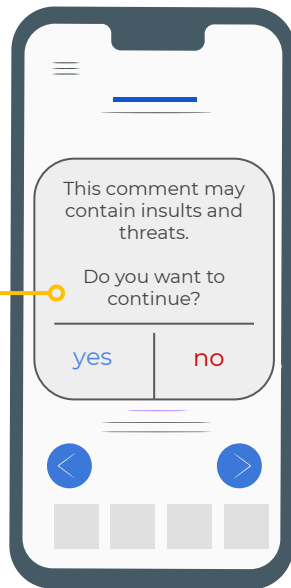 This comment may
contain insults and
threats.
Do you want to
continue?
yes no